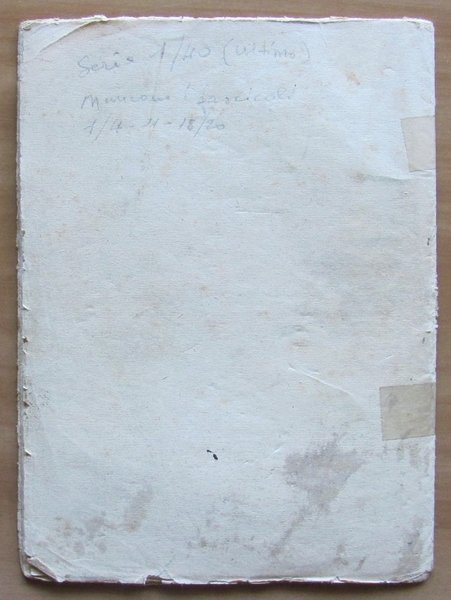 Serie 1/40 (ultimo)
Mancano i fascicoli
1/4 - 11 - 18/20